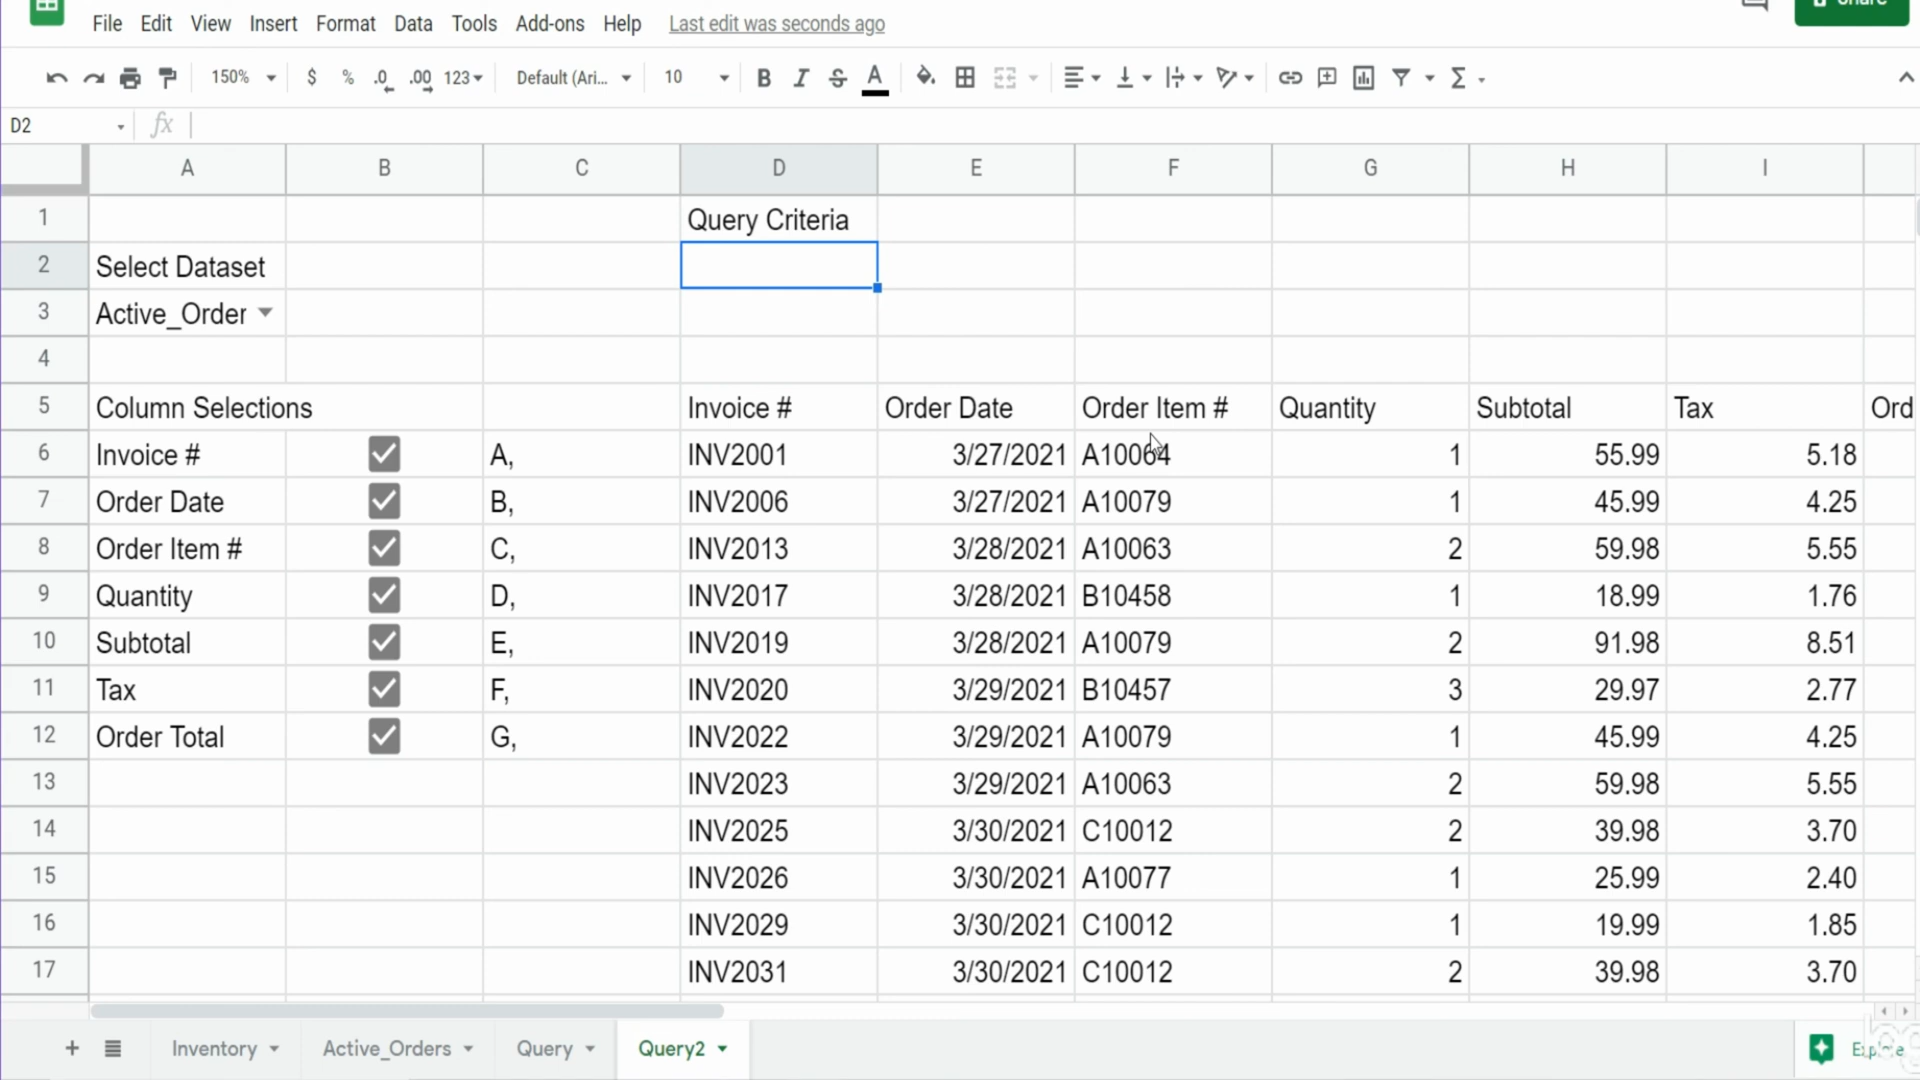 File Edit View Insert Format Data Tools Add-ons Help Last edit was seconds ago
150% $ % .0 .00 123 Default (Ari... 10 B I S A Σ
D2 fx
A B C D E F G H I
1 Query Criteria
2 Select Dataset
3 Active_Order
4
5 Column Selections Invoice # Order Date Order Item # Quantity Subtotal Tax Ord
6 Invoice # A, INV2001 3/27/2021 A10064 1 55.99 5.18
7 Order Date B, INV2006 3/27/2021 A10079 1 45.99 4.25
8 Order Item # C, INV2013 3/28/2021 A10063 2 59.98 5.55
9 Quantity D, INV2017 3/28/2021 B10458 1 18.99 1.76
10 Subtotal E, INV2019 3/28/2021 A10079 2 91.98 8.51
11 Tax F, INV2020 3/29/2021 B10457 3 29.97 2.77
12 Order Total G, INV2022 3/29/2021 A10079 1 45.99 4.25
13 INV2023 3/29/2021 A10063 2 59.98 5.55
14 INV2025 3/30/2021 C10012 2 39.98 3.70
15 INV2026 3/30/2021 A10077 1 25.99 2.40
16 INV2029 3/30/2021 C10012 1 19.99 1.85
17 INV2031 3/30/2021 C10012 2 39.98 3.70
+ Inventory Active_Orders Query Query2